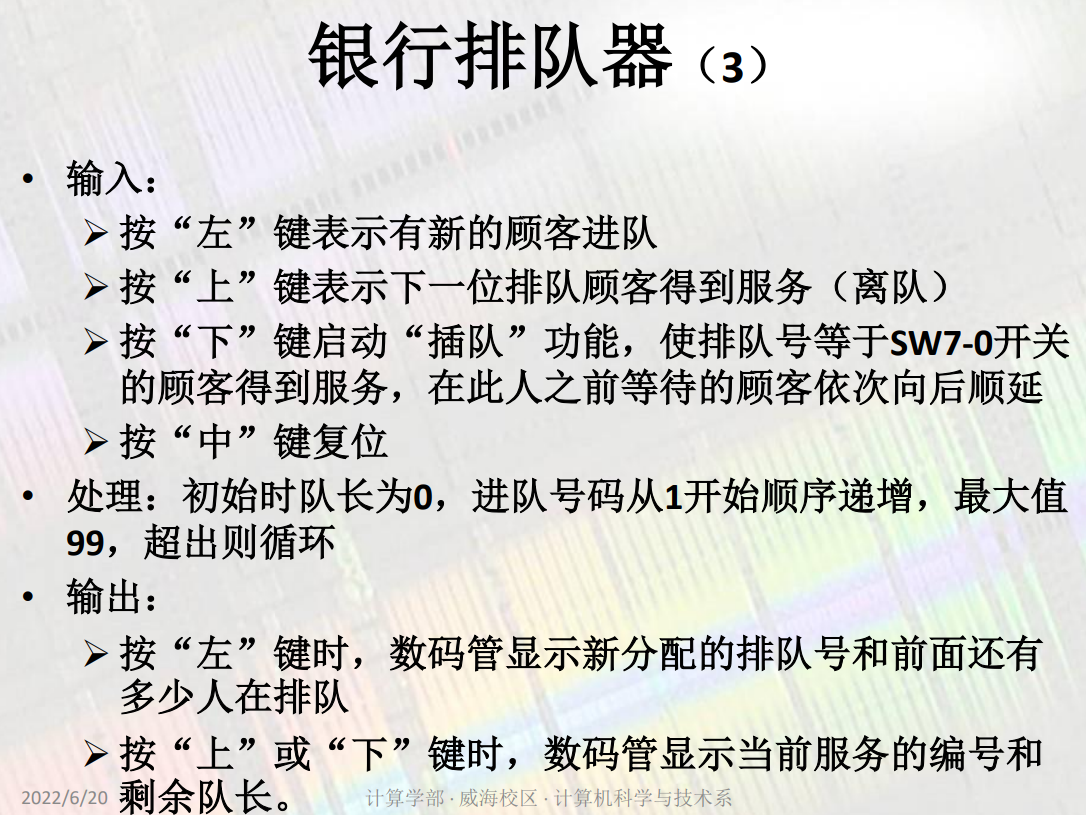 银行排队器（3）
• 输入：
➢ 按“左”键表示有新的顾客进队
➢ 按“上”键表示下一位排队顾客得到服务（离队）
➢ 按“下”键启动“插队”功能，使排队号等于SW7-0开关
的顾客得到服务，在此人之前等待的顾客依次向后顺延
➢ 按“中”键复位
• 处理：初始时队长为0，进队号码从1开始顺序递增，最大值
99，超出则循环
• 输出：
➢ 按“左”键时，数码管显示新分配的排队号和前面还有
多少人在排队
➢ 按“上”或“下”键时，数码管显示当前服务的编号和
剩余队长。
2022/6/20 计算学部 · 威海校区 · 计算机科学与技术系